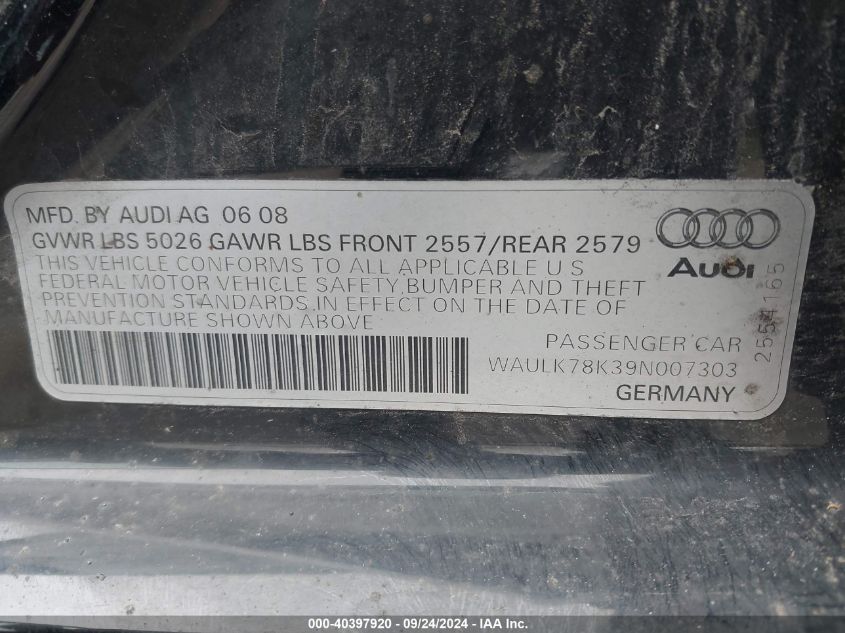 MFD. BY AUDI AG 06 08
GVWR LBS 5026 GAWR LBS FRONT 2557/REAR 2579
THIS VEHICLE CONFORMS TO ALL APPLICABLE U S
FEDERAL MOTOR VEHICLE SAFETY, BUMPER AND THEFT
PREVENTION STANDARDS IN EFFECT ON THE DATE OF
MANUFACTURE SHOWN ABOVE
Audi
2554165
PASSENGER CAR
WAULK78K39N007303
GERMANY
000-40397920 / 09/24/2024 / IAA, Inc.